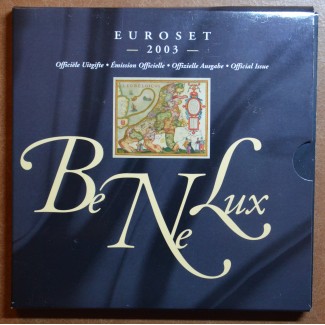 EUROSET
— 2003 —
Officiële Uitgifte • Émission Officielle • Offizielle Ausgabe • Official Issue
Be Ne Lux